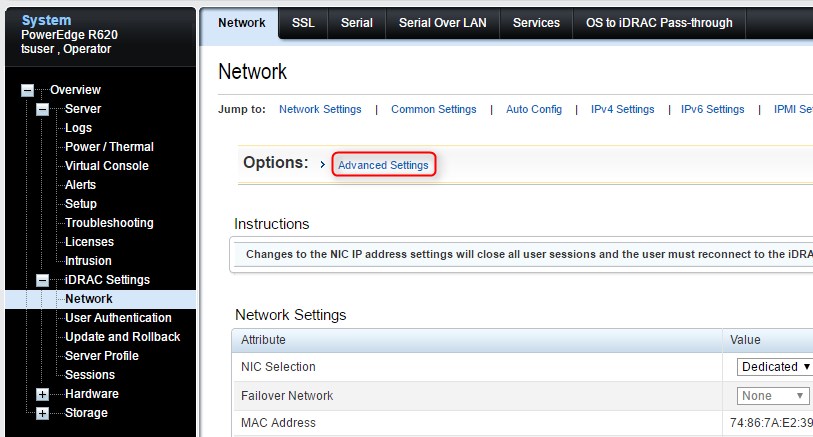 System
PowerEdge R620
tsuser , Operator
Overview
Server
Logs
Power / Thermal
Virtual Console
Alerts
Setup
Troubleshooting
Licenses
Intrusion
iDRAC Settings
Network
User Authentication
Update and Rollback
Server Profile
Sessions
Hardware
Storage
Network SSL Serial Serial Over LAN Services OS to iDRAC Pass-through
Network
Jump to: Network Settings | Common Settings | Auto Config | IPv4 Settings | IPv6 Settings | IPMI Se
Options: › Advanced Settings
Instructions
Changes to the NIC IP address settings will close all user sessions and the user must reconnect to the iDRA
Network Settings
Attribute Value
NIC Selection Dedicated
Failover Network None
MAC Address 74:86:7A:E2:39